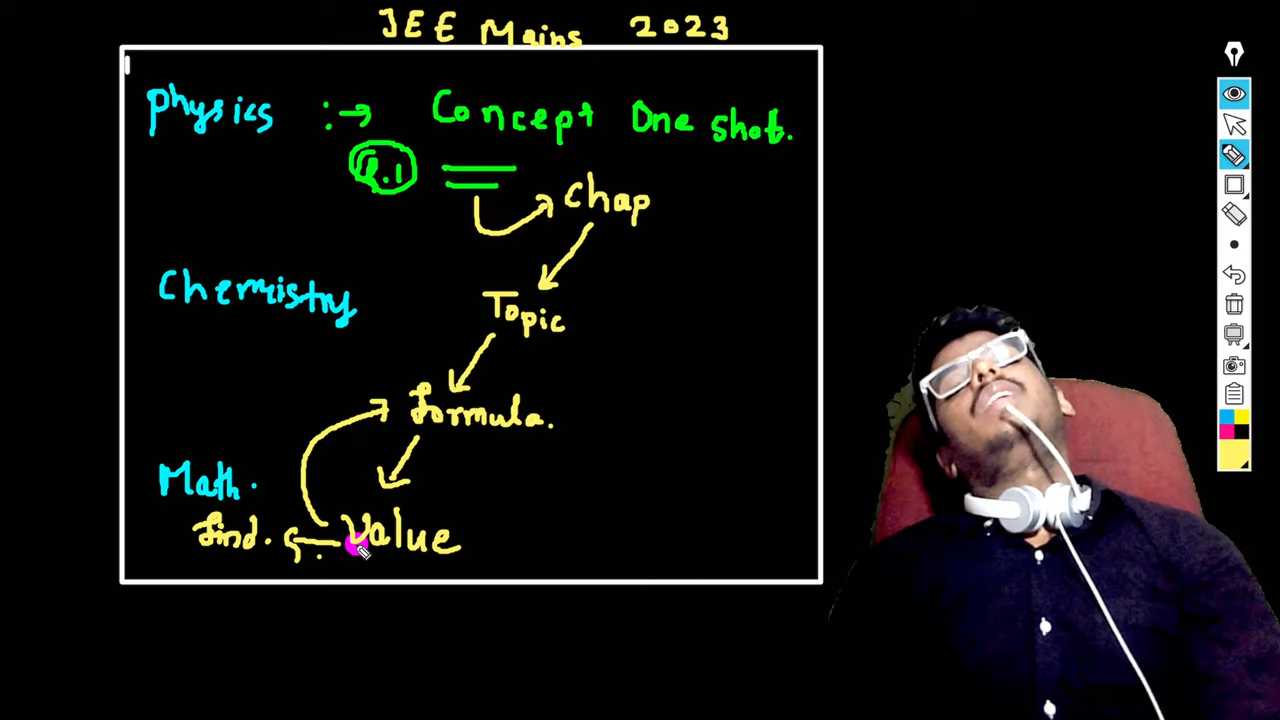 JEE Mains 2023
Physics :→ Concept One shot.
Q.1
Chap
Chemistry
Topic
formula.
Math.
find. Value